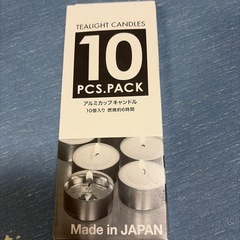 TEALIGHT CANDLES
10
PCS.PACK
アルミカップキャンドル
10個入り 燃焼約6時間
Made in JAPAN